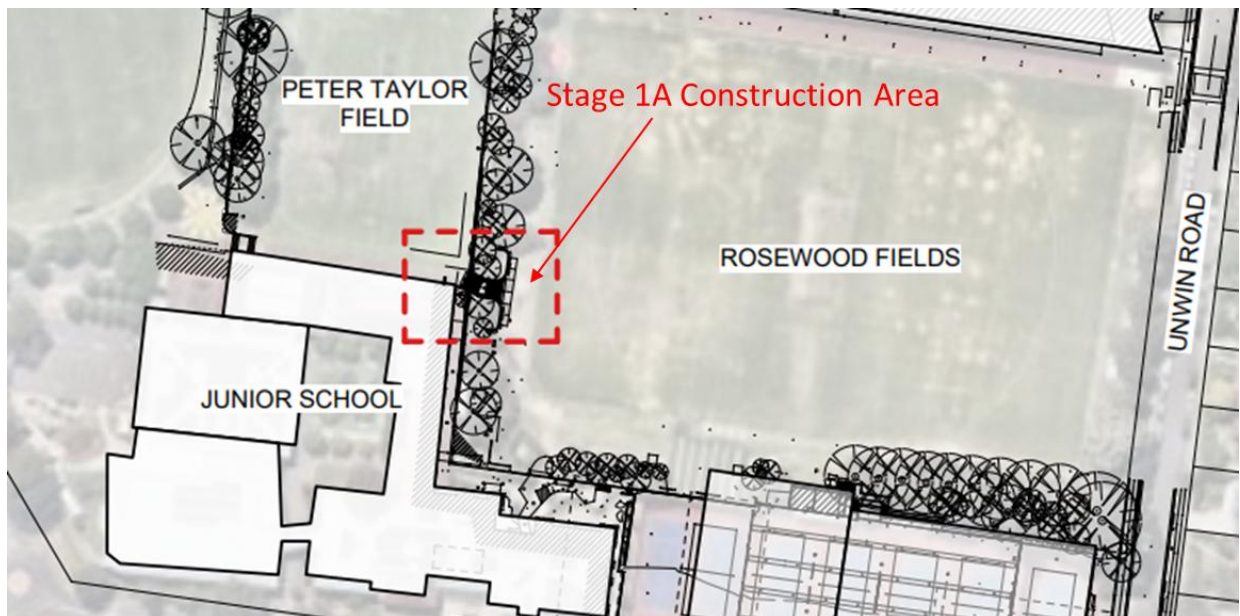 PETER TAYLOR
FIELD
Stage 1A Construction Area
ROSEWOOD FIELDS
UNWIN ROAD
JUNIOR SCHOOL